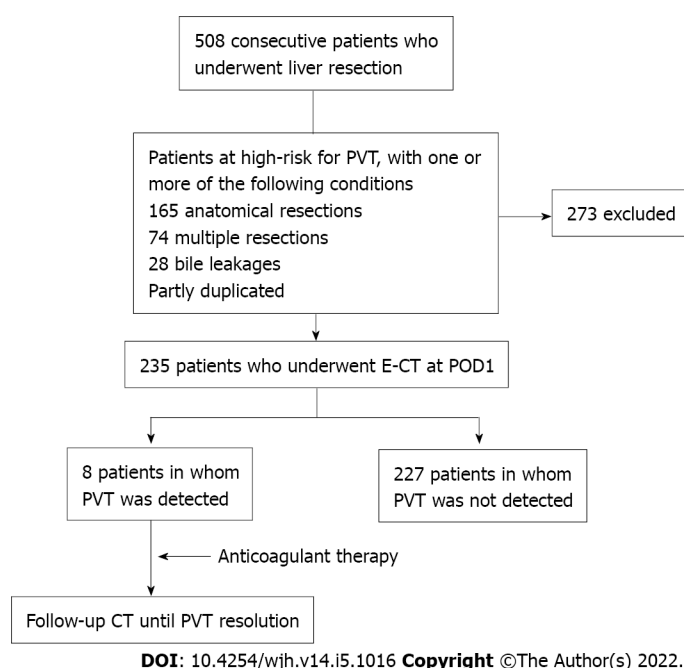 508 consecutive patients who
underwent liver resection
Patients at high-risk for PVT, with one or
more of the following conditions
165 anatomical resections
74 multiple resections
28 bile leakages
Partly duplicated
273 excluded
235 patients who underwent E-CT at POD1
8 patients in whom
PVT was detected
227 patients in whom
PVT was not detected
Anticoagulant therapy
Follow-up CT until PVT resolution
DOI: 10.4254/wjh.v14.i5.1016 Copyright ©The Author(s) 2022.